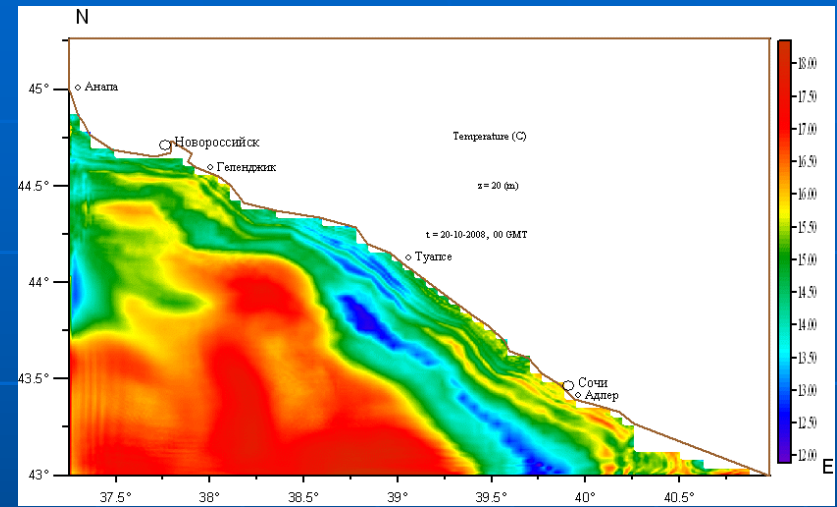 N
45°
44.5°
44°
43.5°
43°
Анапа
Новороссийск
Геленджик
Temperature (C)
z = 20 (m)
t = 20-10-2008, 00 GMT
Туапсе
Сочи
Адлер
37.5°
38°
38.5°
39°
39.5°
40°
40.5°
E
18.00
17.50
17.00
16.50
16.00
15.50
15.00
14.50
14.00
13.50
13.00
12.50
12.00